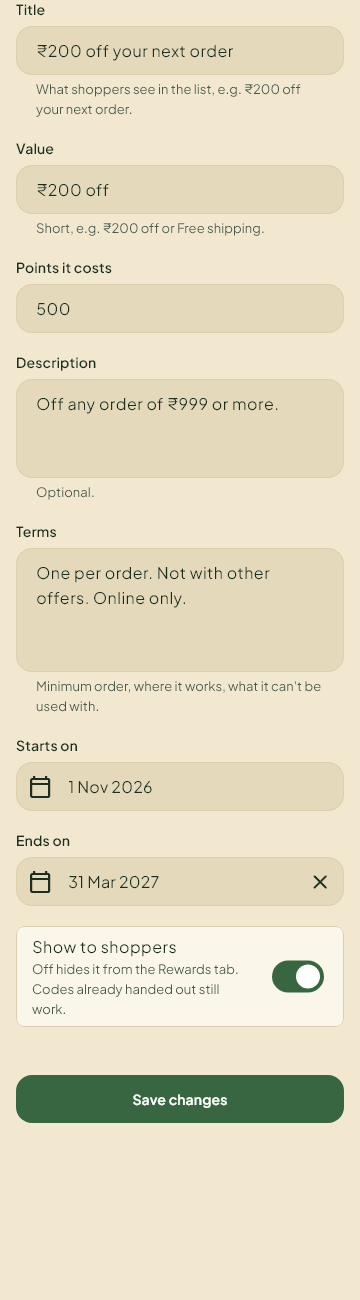 Title
₹200 off your next order
What shoppers see in the list, e.g. ₹200 off
your next order.
Value
₹200 off
Short, e.g. ₹200 off or Free shipping.
Points it costs
500
Description
Off any order of ₹999 or more.
Optional.
Terms
One per order. Not with other
offers. Online only.
Minimum order, where it works, what it can't be
used with.
Starts on
1 Nov 2026
Ends on
31 Mar 2027
Show to shoppers
Off hides it from the Rewards tab.
Codes already handed out still
work.
Save changes